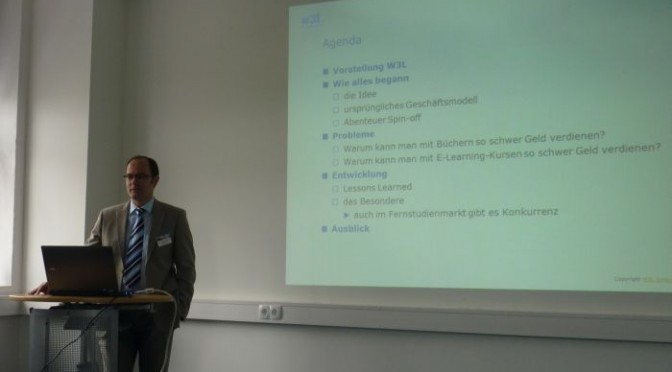 W3L
Agenda
Vorstellung W3L
Wie alles begann
die Idee
ursprüngliches Geschäftsmodell
Abenteuer Spin-off
Probleme
Warum kann man mit Büchern so schwer Geld verdienen?
Warum kann man mit E-Learning-Kursen so schwer Geld verdienen?
Entwicklung
Lessons Learned
das Besondere
auch im Fernstudienmarkt gibt es Konkurrenz
Ausblick
Copyright